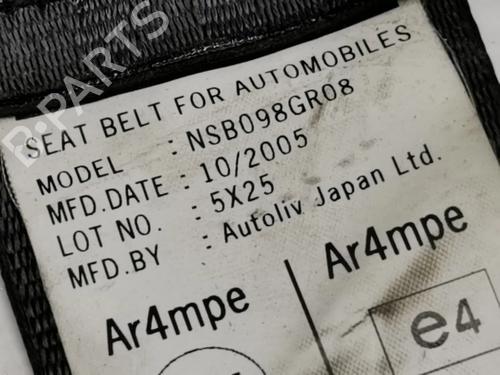 B-PARTS
SEAT BELT FOR AUTOMOBILES
MODEL : NSB098GR08
MFD.DATE : 10/2005
LOT NO. : 5X25
MFD.BY : Autoliv Japan Ltd.
Ar4mpe Ar4mpe
e4